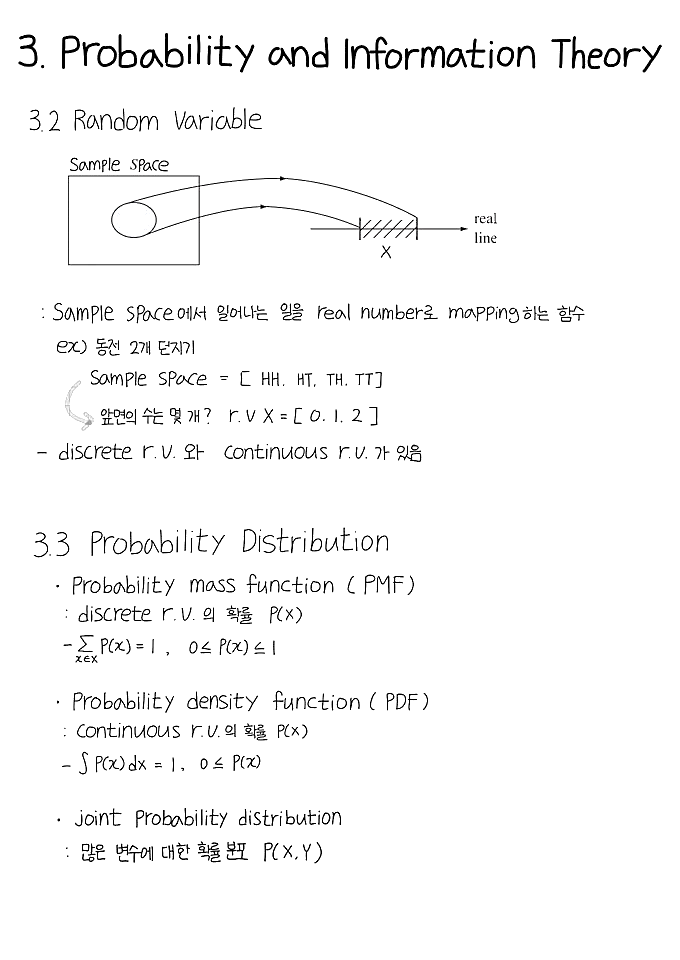 3. Probability and Information Theory
3.2 Random Variable
Sample space
real
line
X
: Sample space에서 일어나는 일을 real number로 mapping하는 함수
ex) 동전 2개 던지기
Sample space = [ HH, HT, TH, TT ]
앞면의 수는 몇 개? r.v X = [ 0, 1, 2 ]
- discrete r.v. 와 continuous r.v. 가 있음
3.3 Probability Distribution
· Probability mass function ( PMF )
: discrete r.v. 의 확률 P(x)
- ∑ P(x) = 1 , 0 ≤ P(x) ≤ 1
x∈X
· Probability density function ( PDF )
: continuous r.v.의 확률 P(x)
- ∫ P(x) dx = 1, 0 ≤ P(x)
· joint probability distribution
: 많은 변수에 대한 확률 분포 P(X,Y)